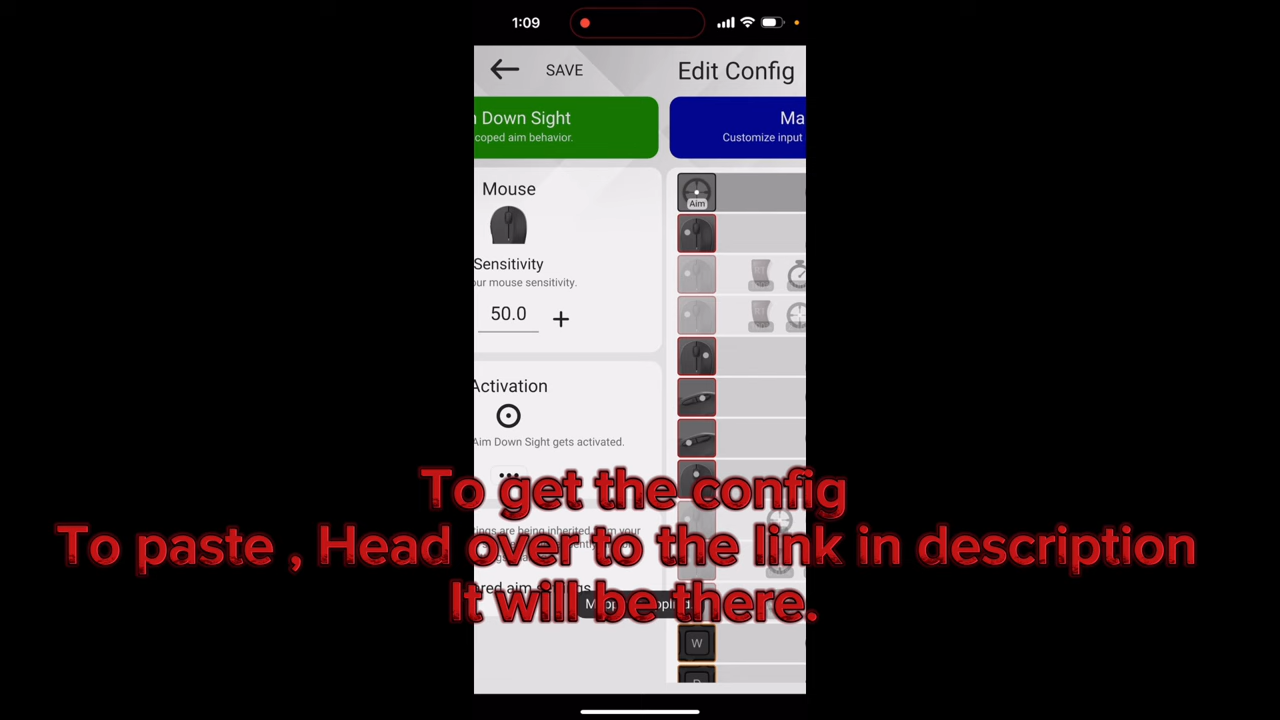 1:09
SAVE
Edit Config
Down Sight
coped aim behavior.
Ma
Customize input
Mouse
Aim
Sensitivity
ur mouse sensitivity.
50.0
+
Activation
Aim Down Sight gets activated.
To get the config
To paste , Head over to the link in description
It will be there.
W